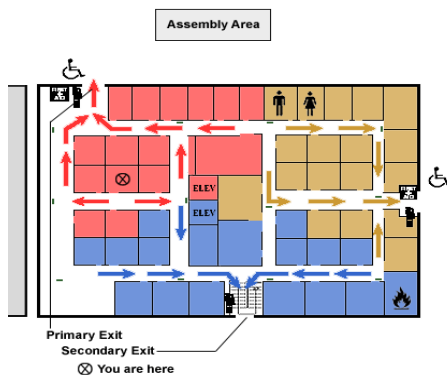 Assembly Area
ELEV
ELEV
Primary Exit
Secondary Exit
You are here